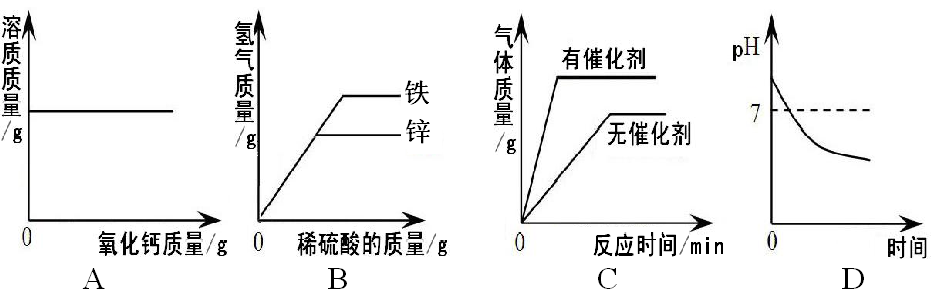 溶质质量/g
0
氧化钙质量/g
A
氢气质量/g
铁
锌
0
稀硫酸的质量/g
B
气体质量/g
有催化剂
无催化剂
0
反应时间/min
C
pH
7
0
时间
D